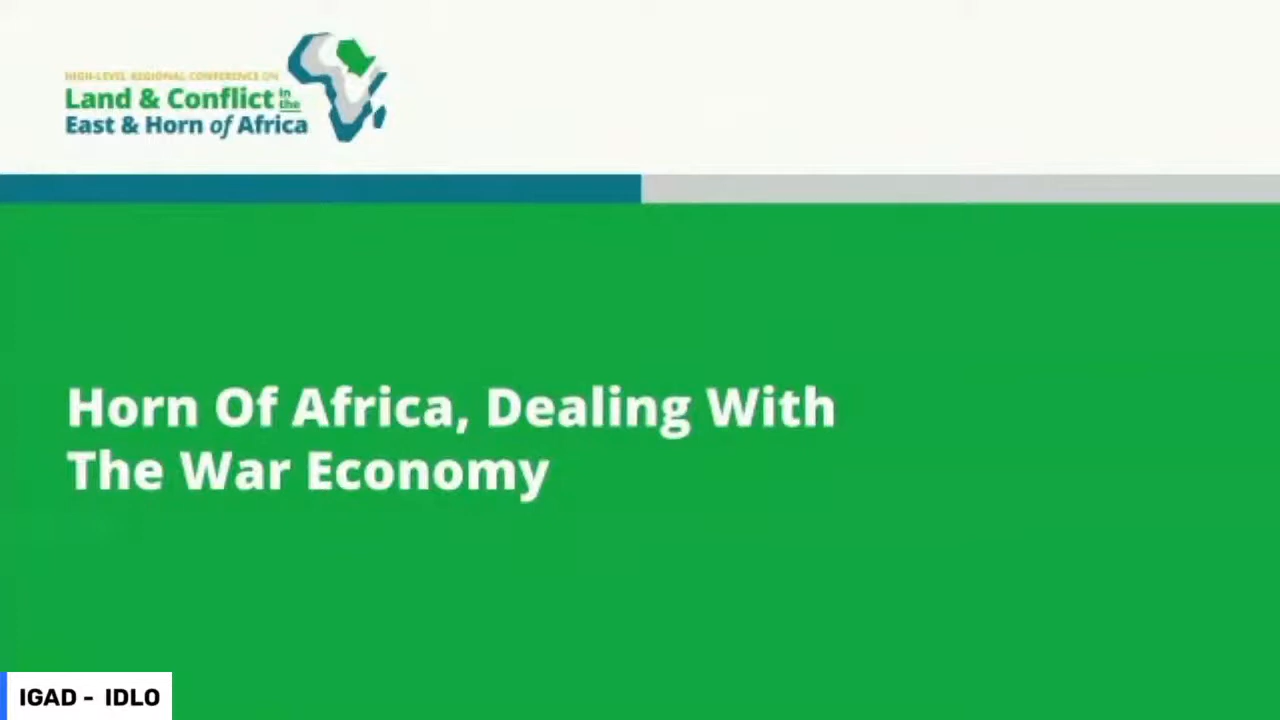 HIGH-LEVEL REGIONAL CONFERENCE ON
Land & Conflict in the
East & Horn of Africa
Horn Of Africa, Dealing With
The War Economy
IGAD - IDLO